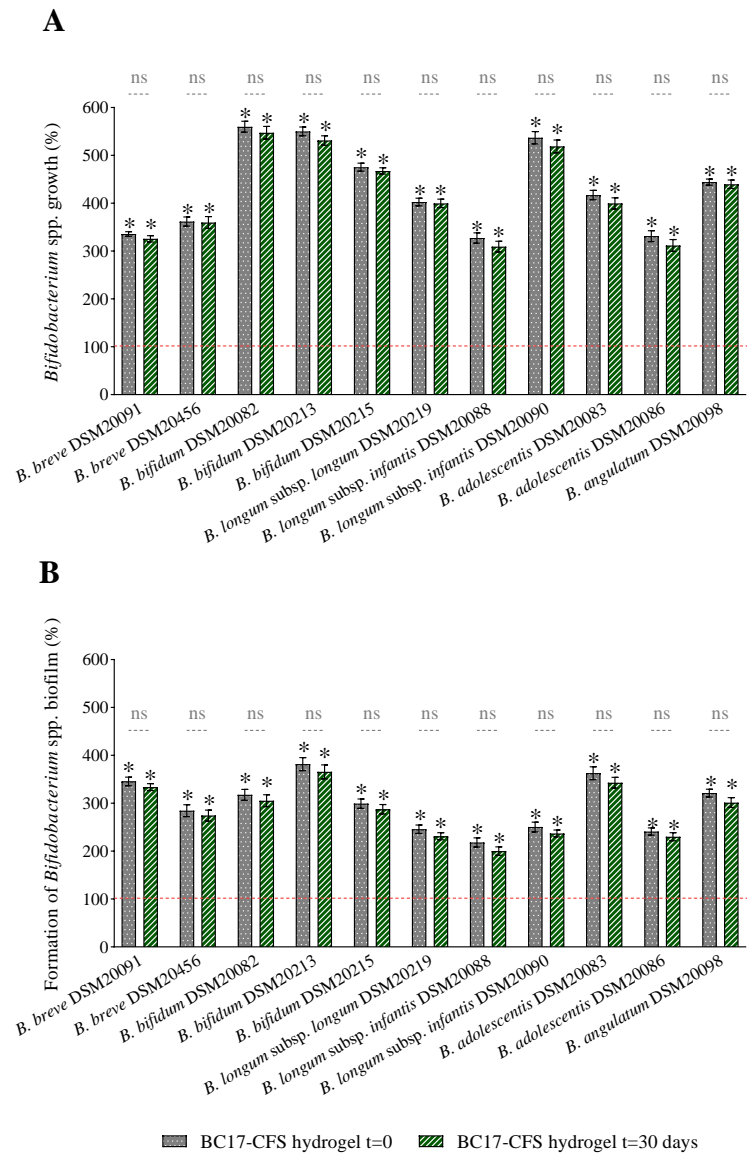 A
ns ns ns ns ns ns ns ns ns ns ns
Bifidobacterium spp. growth (%)
600
500
400
300
200
100
0
* * * * * * * * * * * * * * * * * * * * * *
B. breve DSM20091
B. breve DSM20456
B. bifidum DSM20082
B. bifidum DSM20213
B. bifidum DSM20215
B. longum subsp. longum DSM20219
B. longum subsp. infantis DSM20088
B. longum subsp. infantis DSM20090
B. adolescentis DSM20083
B. adolescentis DSM20086
B. angulatum DSM20098
B
Formation of Bifidobacterium spp. biofilm (%)
600
500
400
300
200
100
0
ns ns ns ns ns ns ns ns ns ns ns
* * * * * * * * * * * * * * * * * * * * * *
B. breve DSM20091
B. breve DSM20456
B. bifidum DSM20082
B. bifidum DSM20213
B. bifidum DSM20215
B. longum subsp. longum DSM20219
B. longum subsp. infantis DSM20088
B. longum subsp. infantis DSM20090
B. adolescentis DSM20083
B. adolescentis DSM20086
B. angulatum DSM20098
BC17-CFS hydrogel t=0 BC17-CFS hydrogel t=30 days